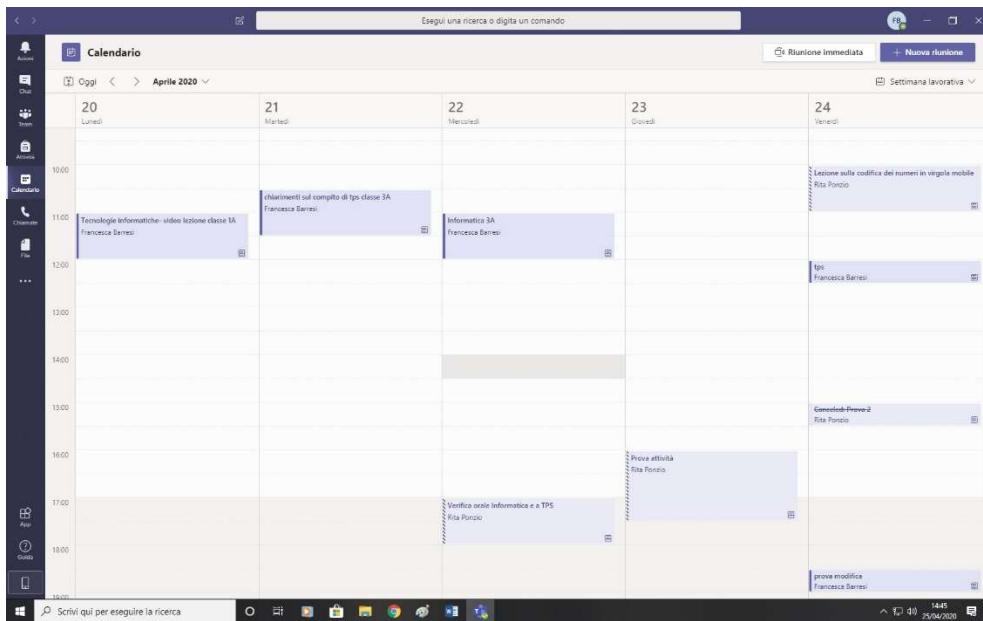 Esegui una ricerca o digita un comando
FB
Azioni
Chat
Team
Attività
Calendario
Chiamate
File
App
Guida
Calendario
Riunione immediata
+ Nuova riunione
Oggi
Aprile 2020
Settimana lavorativa
20
Lunedì
21
Martedì
22
Mercoledì
23
Giovedì
24
Venerdì
10:00
11:00
12:00
13:00
14:00
15:00
16:00
17:00
18:00
19:00
Tecnologie Informatiche- video lezione classe 1A
Francesca Barresi
chiarimenti sul compito di tps classe 3A
Francesca Barresi
Informatica 3A
Francesca Barresi
Verifica orale Informatica e a TPS
Rita Ponzio
Prova attività
Rita Ponzio
Lezione sulla codifica dei numeri in virgola mobile
Rita Ponzio
tps
Francesca Barresi
Canceled: Prova 2
Rita Ponzio
prova modifica
Francesca Barresi
Scrivi qui per eseguire la ricerca
14:45
25/04/2020